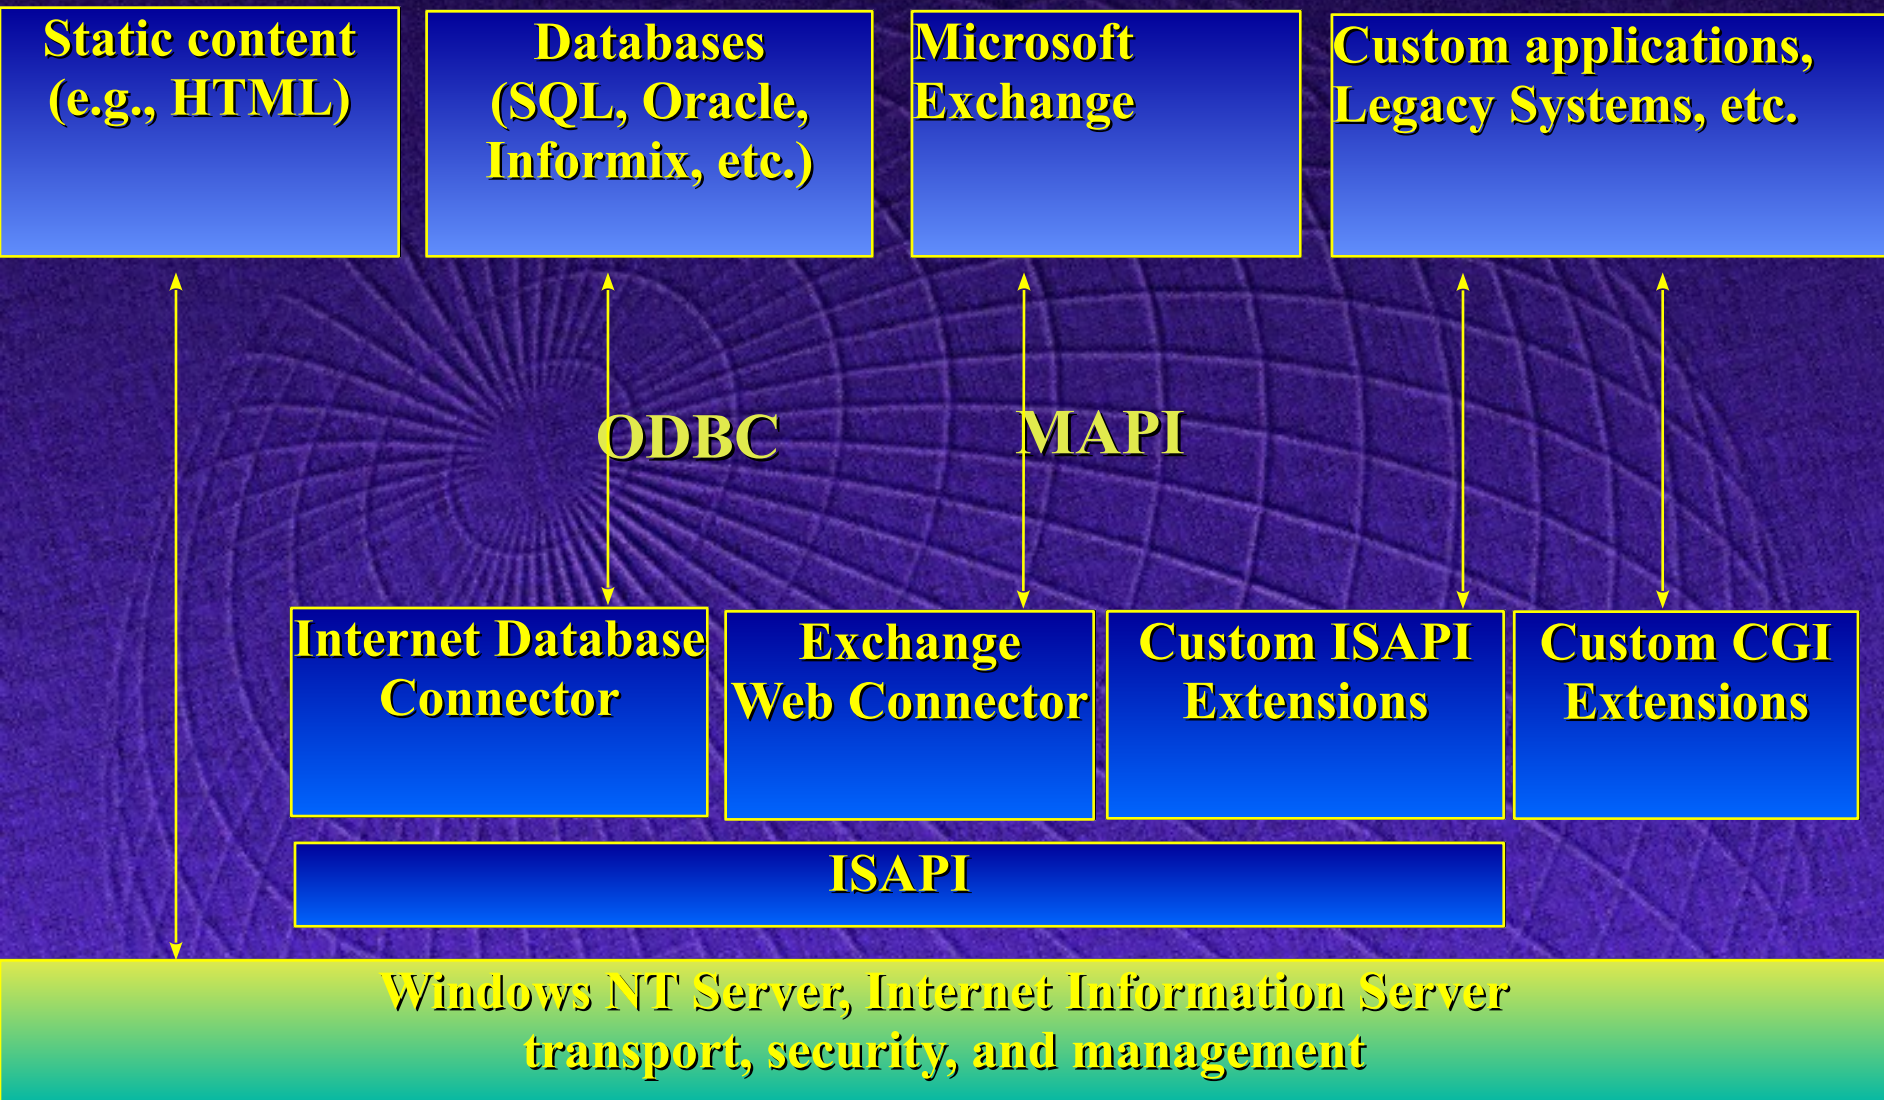 Static content
(e.g., HTML)
Databases
(SQL, Oracle,
Informix, etc.)
Microsoft
Exchange
Custom applications,
Legacy Systems, etc.
ODBC
MAPI
Internet Database
Connector
Exchange
Web Connector
Custom ISAPI
Extensions
Custom CGI
Extensions
ISAPI
Windows NT Server, Internet Information Server
transport, security, and management